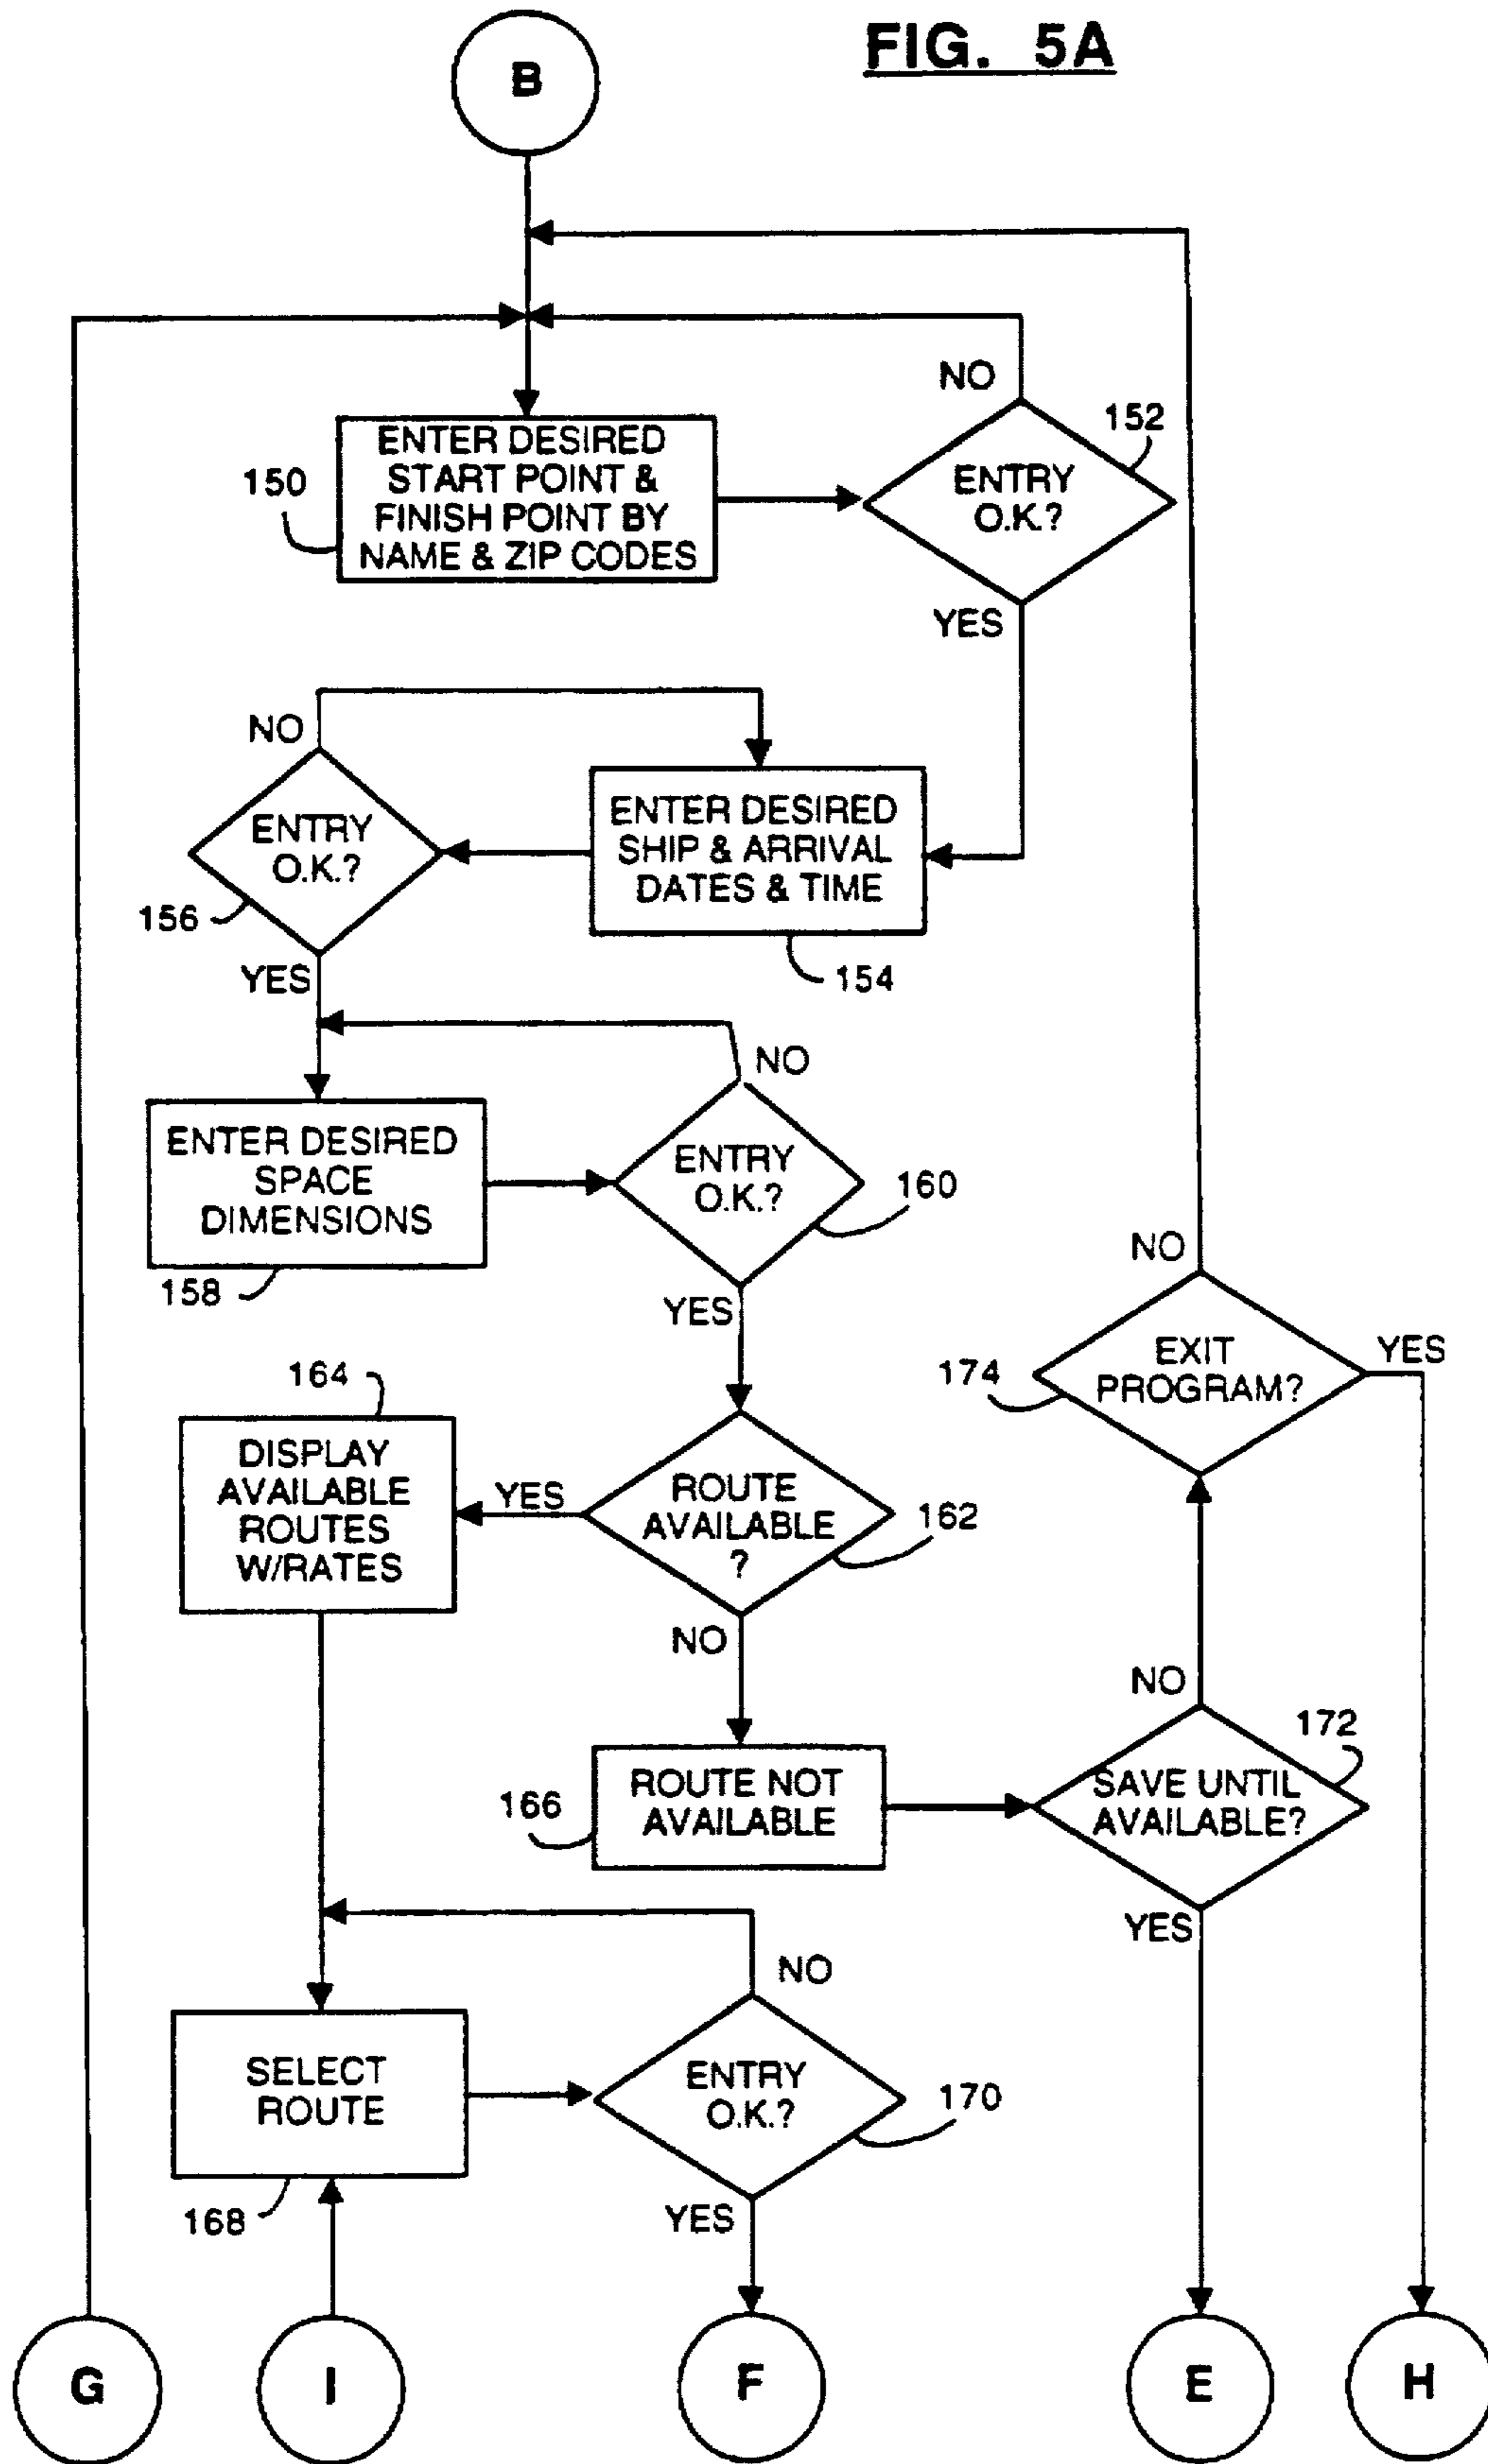 FIG. 5A
B
NO
152
150
ENTER DESIRED
START POINT &
FINISH POINT BY
NAME & ZIP CODES
ENTRY
O.K.?
YES
NO
ENTRY
O.K.?
156
YES
ENTER DESIRED
SHIP & ARRIVAL
DATES & TIME
154
NO
ENTER DESIRED
SPACE
DIMENSIONS
158
ENTRY
O.K.?
160
YES
NO
174
EXIT
PROGRAM?
YES
164
DISPLAY
AVAILABLE
ROUTES
W/RATES
YES
ROUTE
AVAILABLE
?
162
NO
NO
172
166
ROUTE NOT
AVAILABLE
SAVE UNTIL
AVAILABLE?
YES
NO
SELECT
ROUTE
168
ENTRY
O.K.?
170
YES
G
I
F
E
H